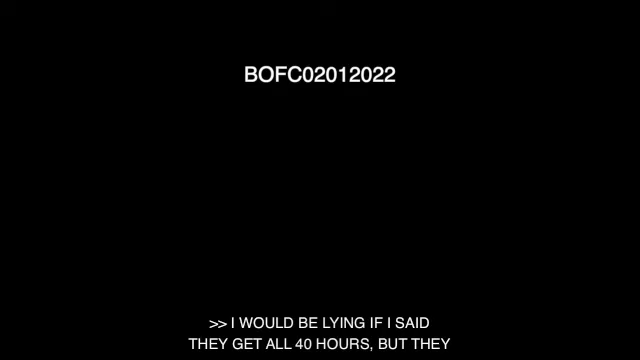 BOFC02012022
>> I WOULD BE LYING IF I SAID
THEY GET ALL 40 HOURS, BUT THEY